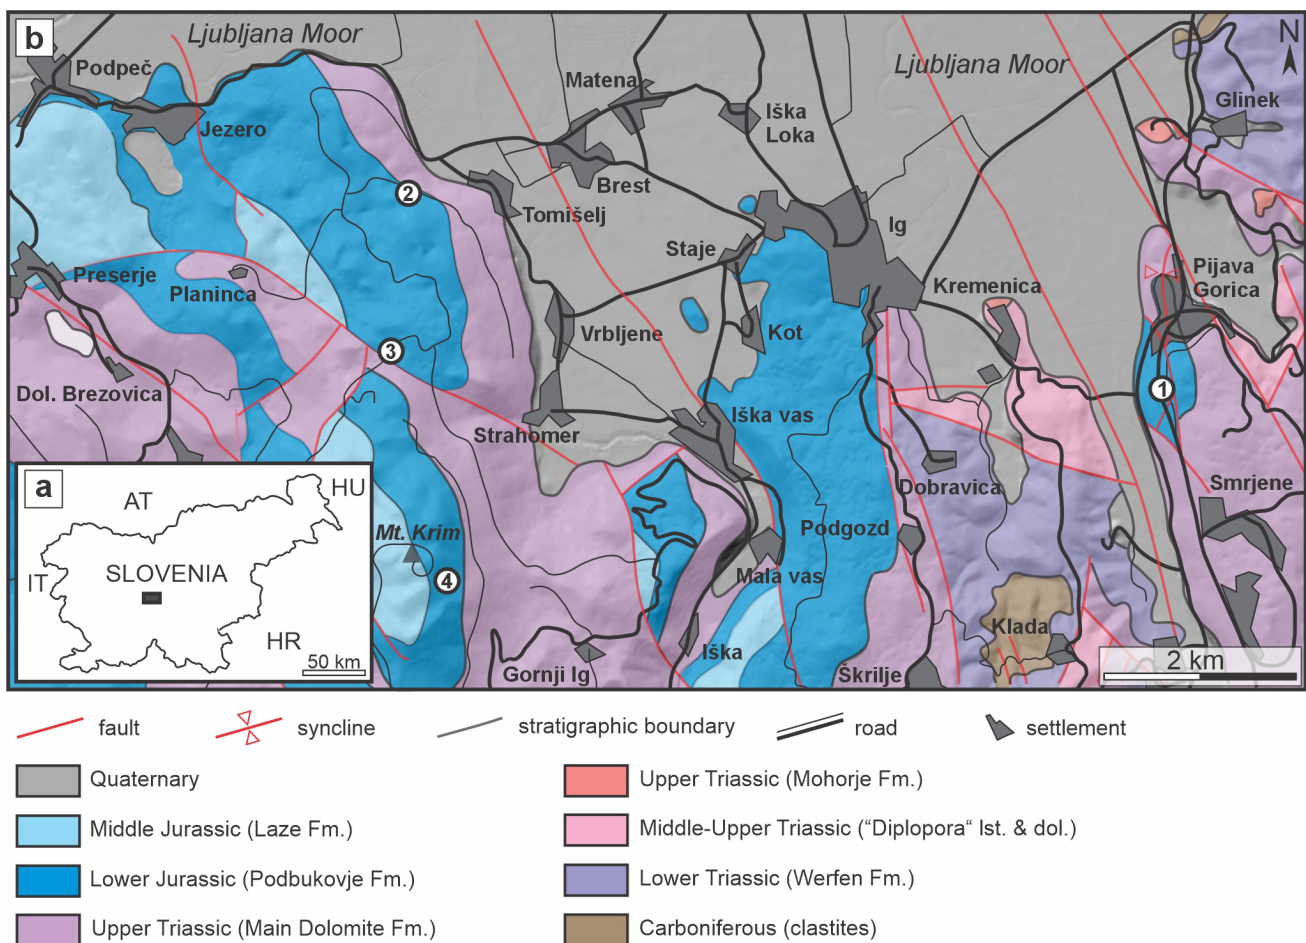 b
Ljubljana Moor
Ljubljana Moor
N
Podpeč
Jezero
Matena
Iška
Loka
Glinek
Brest
Tomišelj
2
Staje
Ig
Preserje
Planinca
Kremenica
Pijava
Gorica
Vrbljene
Kot
3
1
Dol. Brezovica
Iška vas
Strahomer
Dobravica
Smrjene
a
AT
HU
Mt. Krim
Podgozd
IT
SLOVENIA
4
Mala vas
HR
50 km
Klada
Iška
Gornji Ig
Škrilje
2 km
fault
syncline
stratigraphic boundary
road
settlement
Quaternary
Upper Triassic (Mohorje Fm.)
Middle Jurassic (Laze Fm.)
Middle-Upper Triassic (“Diplopora“ lst. & dol.)
Lower Jurassic (Podbukovje Fm.)
Lower Triassic (Werfen Fm.)
Upper Triassic (Main Dolomite Fm.)
Carboniferous (clastites)